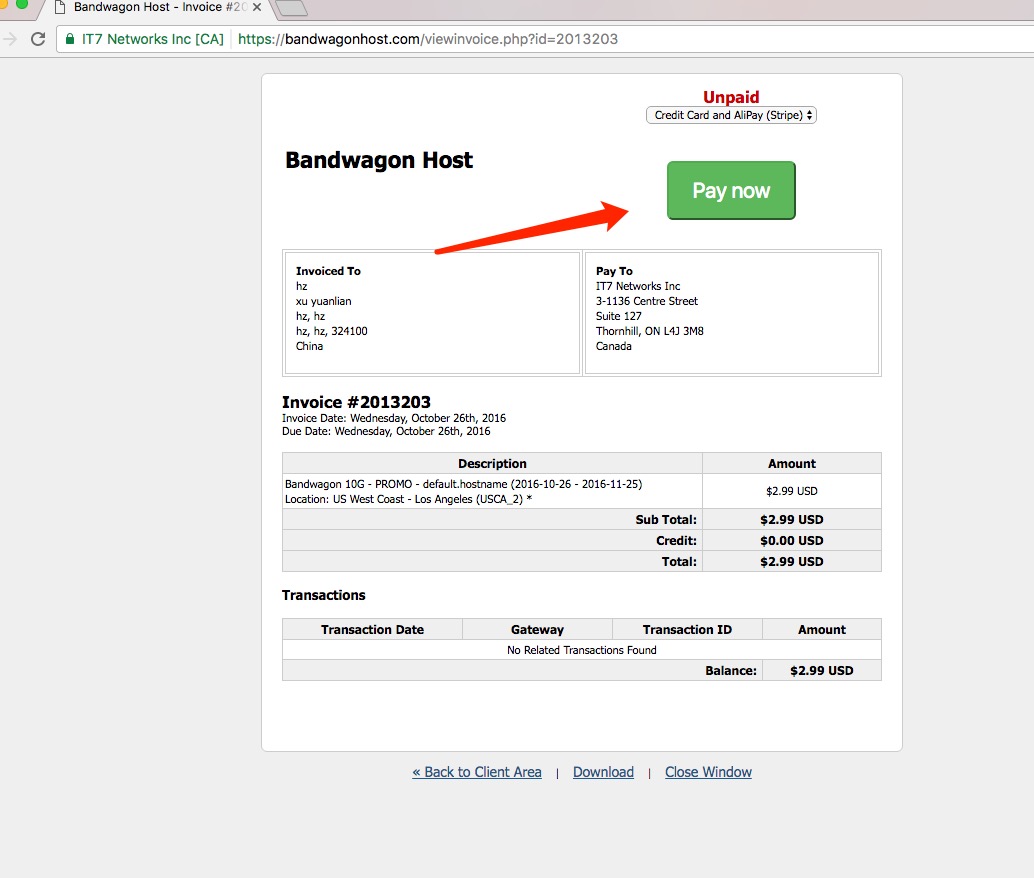 Bandwagon Host - Invoice #20
IT7 Networks Inc [CA] https://bandwagonhost.com/viewinvoice.php?id=2013203
Unpaid
Credit Card and AliPay (Stripe)
Bandwagon Host
Pay now
Invoiced To
hz
xu yuanlian
hz, hz
hz, hz, 324100
China
Pay To
IT7 Networks Inc
3-1136 Centre Street
Suite 127
Thornhill, ON L4J 3M8
Canada
Invoice #2013203
Invoice Date: Wednesday, October 26th, 2016
Due Date: Wednesday, October 26th, 2016
Description Amount
Bandwagon 10G - PROMO - default.hostname (2016-10-26 - 2016-11-25)
Location: US West Coast - Los Angeles (USCA_2) *
$2.99 USD
Sub Total: $2.99 USD
Credit: $0.00 USD
Total: $2.99 USD
Transactions
Transaction Date Gateway Transaction ID Amount
No Related Transactions Found
Balance: $2.99 USD
« Back to Client Area | Download | Close Window